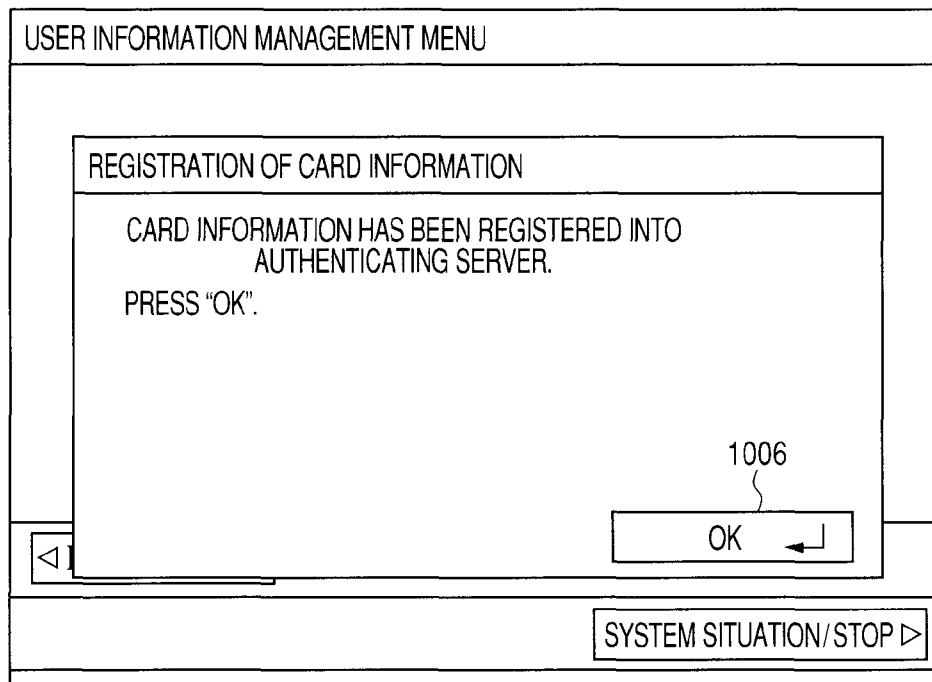 USER INFORMATION MANAGEMENT MENU
REGISTRATION OF CARD INFORMATION
CARD INFORMATION HAS BEEN REGISTERED INTO
AUTHENTICATING SERVER.
PRESS “OK”.
1006
OK
SYSTEM SITUATION/STOP